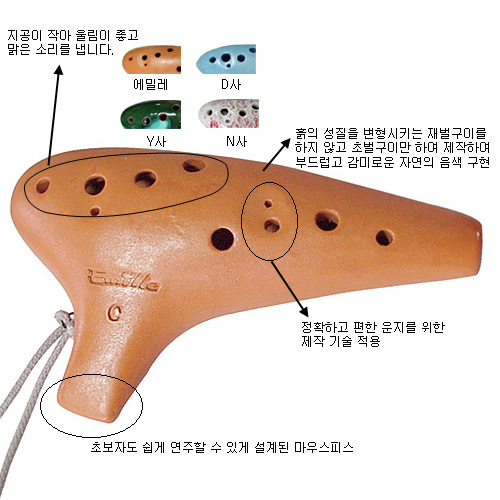 지공이 작아 울림이 좋고
맑은 소리를 냅니다.
에밀레
D사
Y사
N사
흙의 성질을 변형시키는 재벌구이를
하지 않고 초벌구이만 하여 제작하여
부드럽고 감미로운 자연의 음색 구현
Emille
C
정확하고 편한 운지를 위한
제작 기술 적용
초보자도 쉽게 연주할 수 있게 설계된 마우스피스